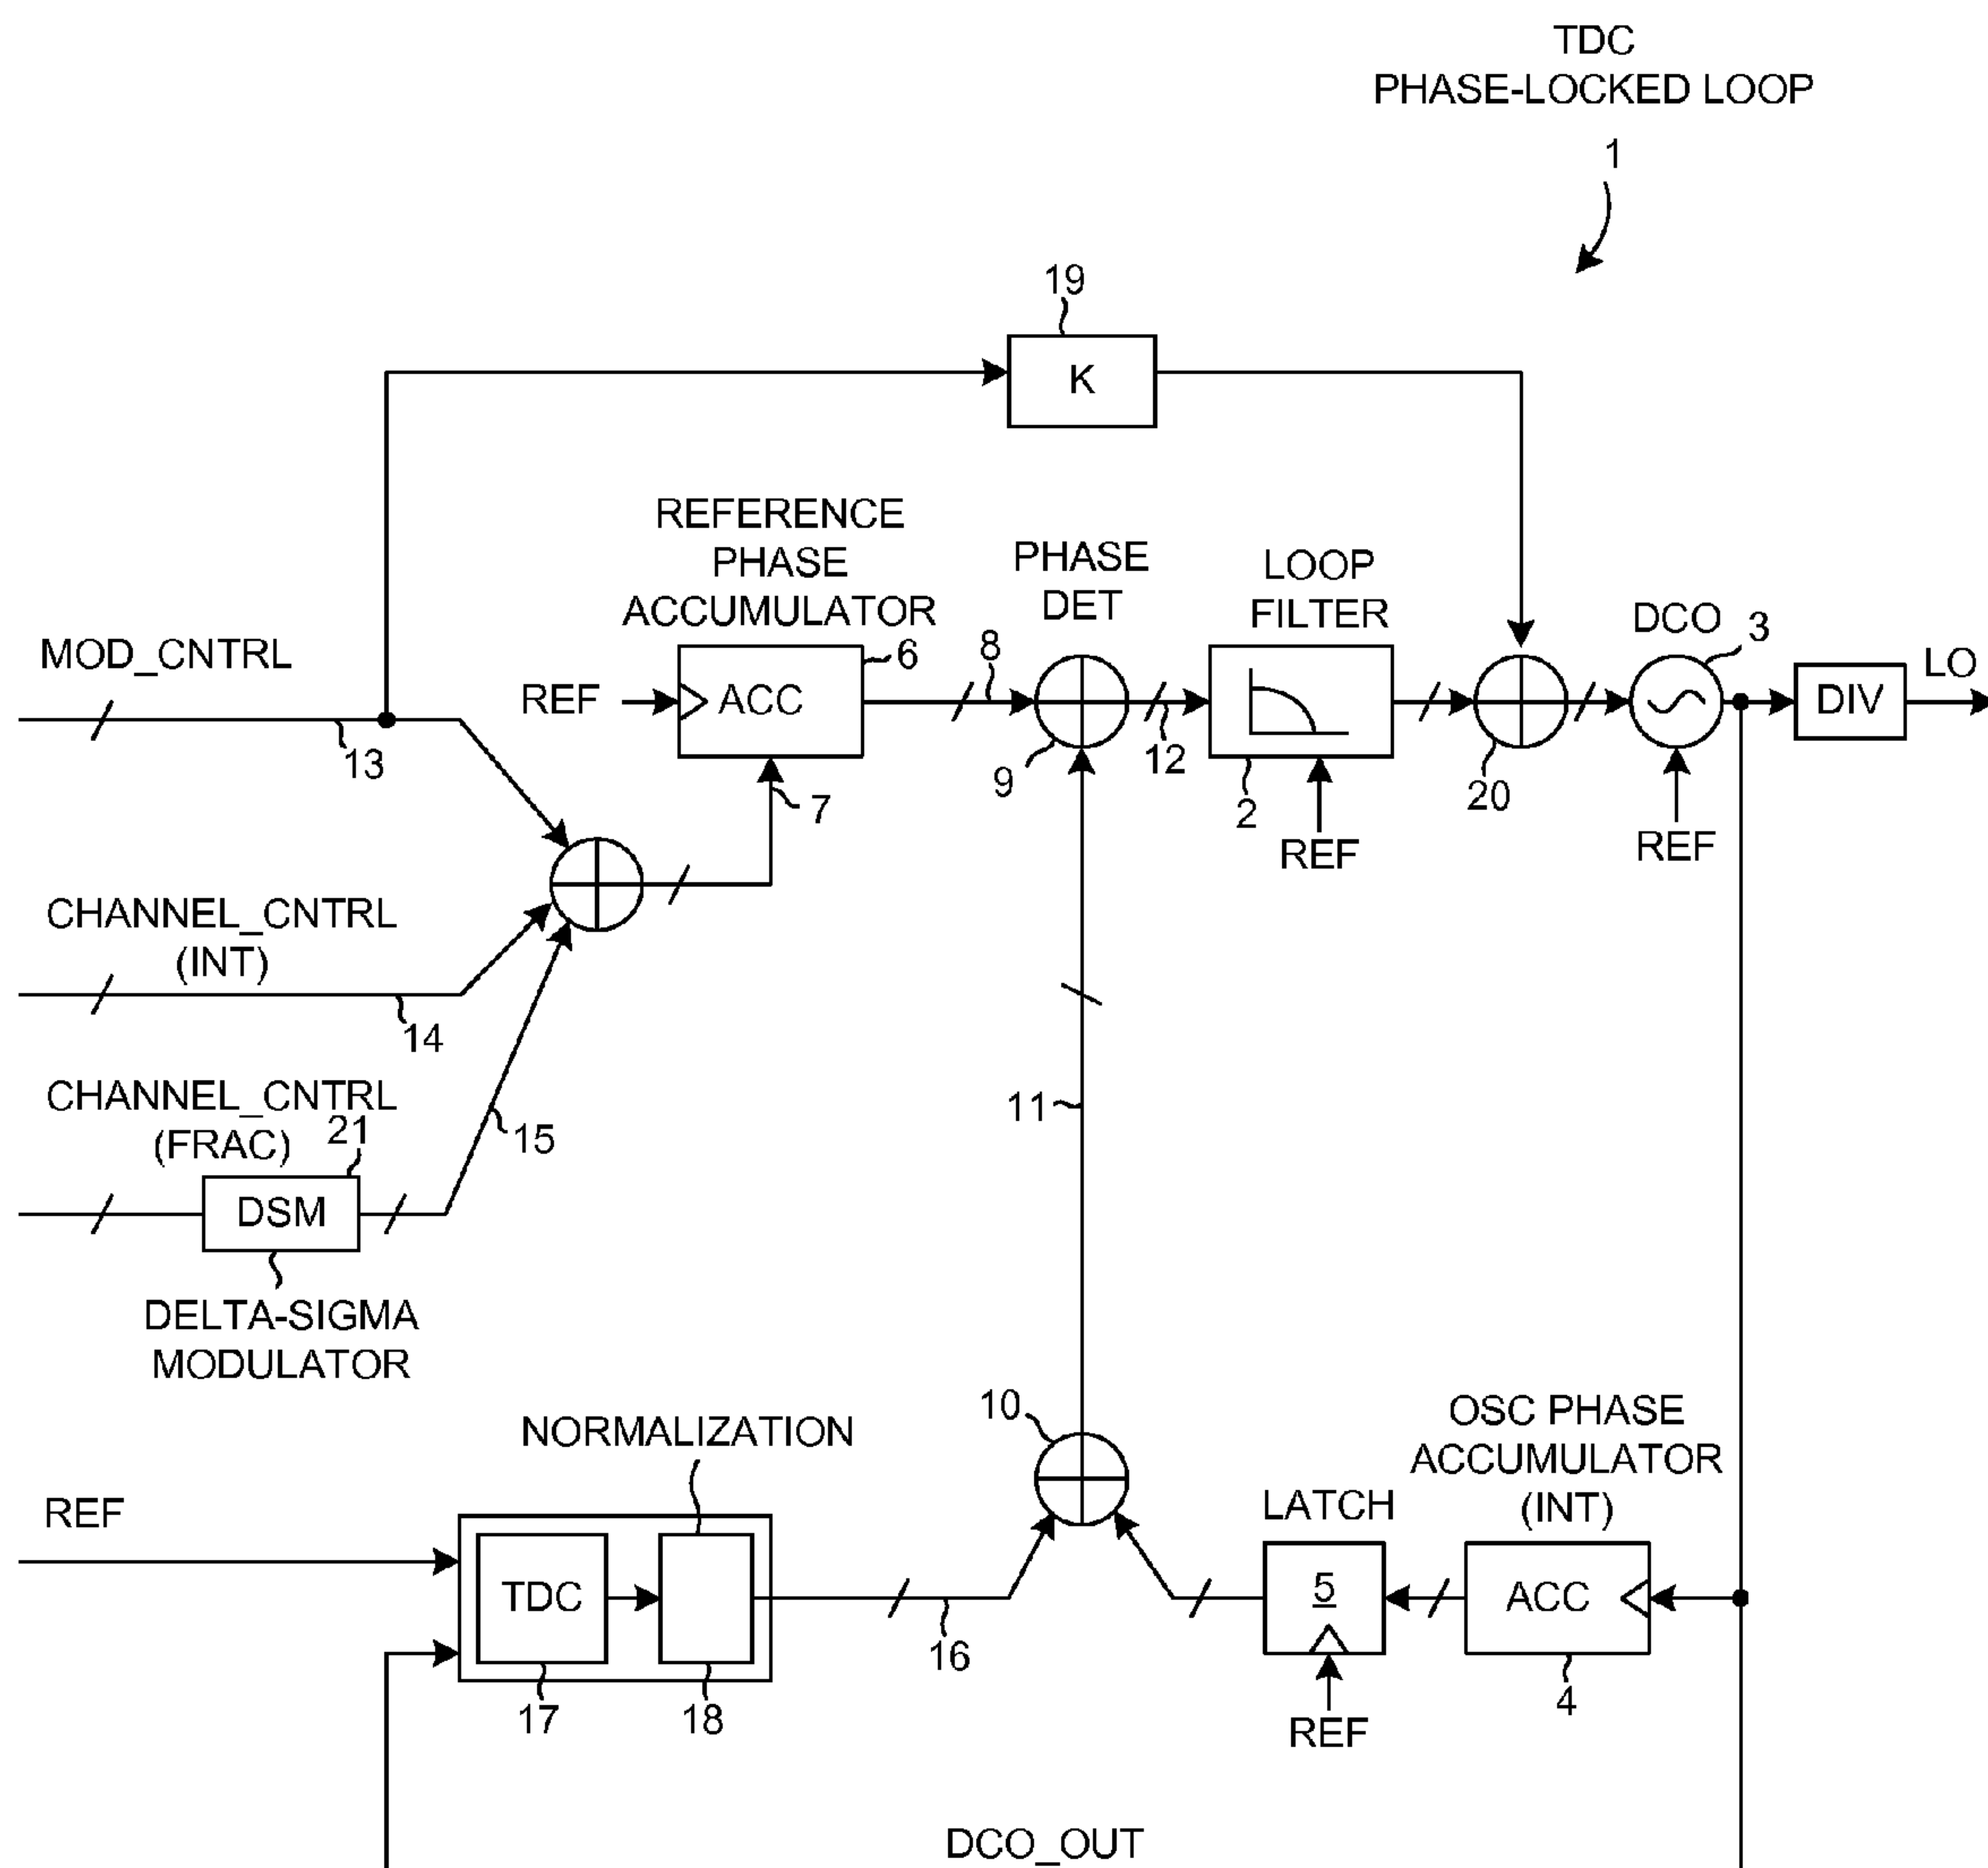 TDC
PHASE-LOCKED LOOP
1
19
K
REFERENCE
PHASE
ACCUMULATOR
PHASE
DET
LOOP
FILTER
DCO
3
MOD_CNTRL
6
8
REF
ACC
DIV
LO
13
9
12
2
20
7
REF
REF
CHANNEL_CNTRL
(INT)
14
11
CHANNEL_CNTRL
(FRAC)
21
15
DSM
DELTA-SIGMA
MODULATOR
10
OSC PHASE
ACCUMULATOR
(INT)
NORMALIZATION
LATCH
REF
TDC
5
ACC
16
17
18
4
REF
DCO_OUT